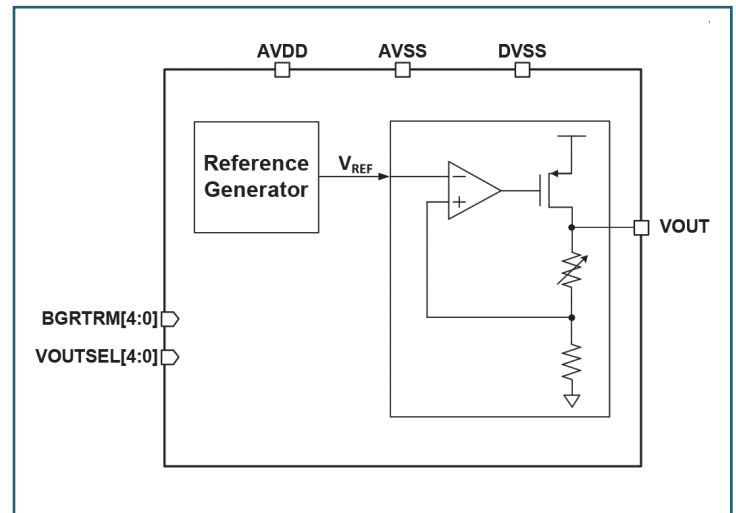 AVDD AVSS DVSS
Reference
Generator
VREF
−
+
VOUT
BGRTRM[4:0]
VOUTSEL[4:0]